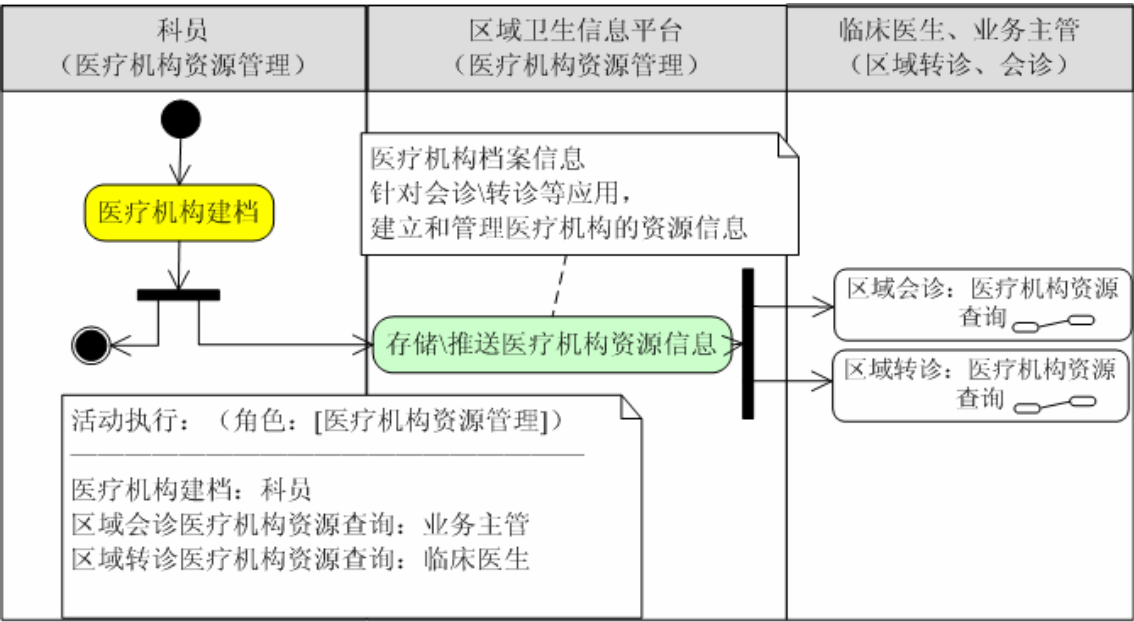 科员
（医疗机构资源管理）
区域卫生信息平台
（医疗机构资源管理）
临床医生、业务主管
（区域转诊、会诊）
医疗机构建档
医疗机构档案信息
针对会诊\转诊等应用，
建立和管理医疗机构的资源信息
存储\推送医疗机构资源信息
区域会诊：医疗机构资源
查询
区域转诊：医疗机构资源
查询
活动执行：（角色：[医疗机构资源管理]）
医疗机构建档：科员
区域会诊医疗机构资源查询：业务主管
区域转诊医疗机构资源查询：临床医生